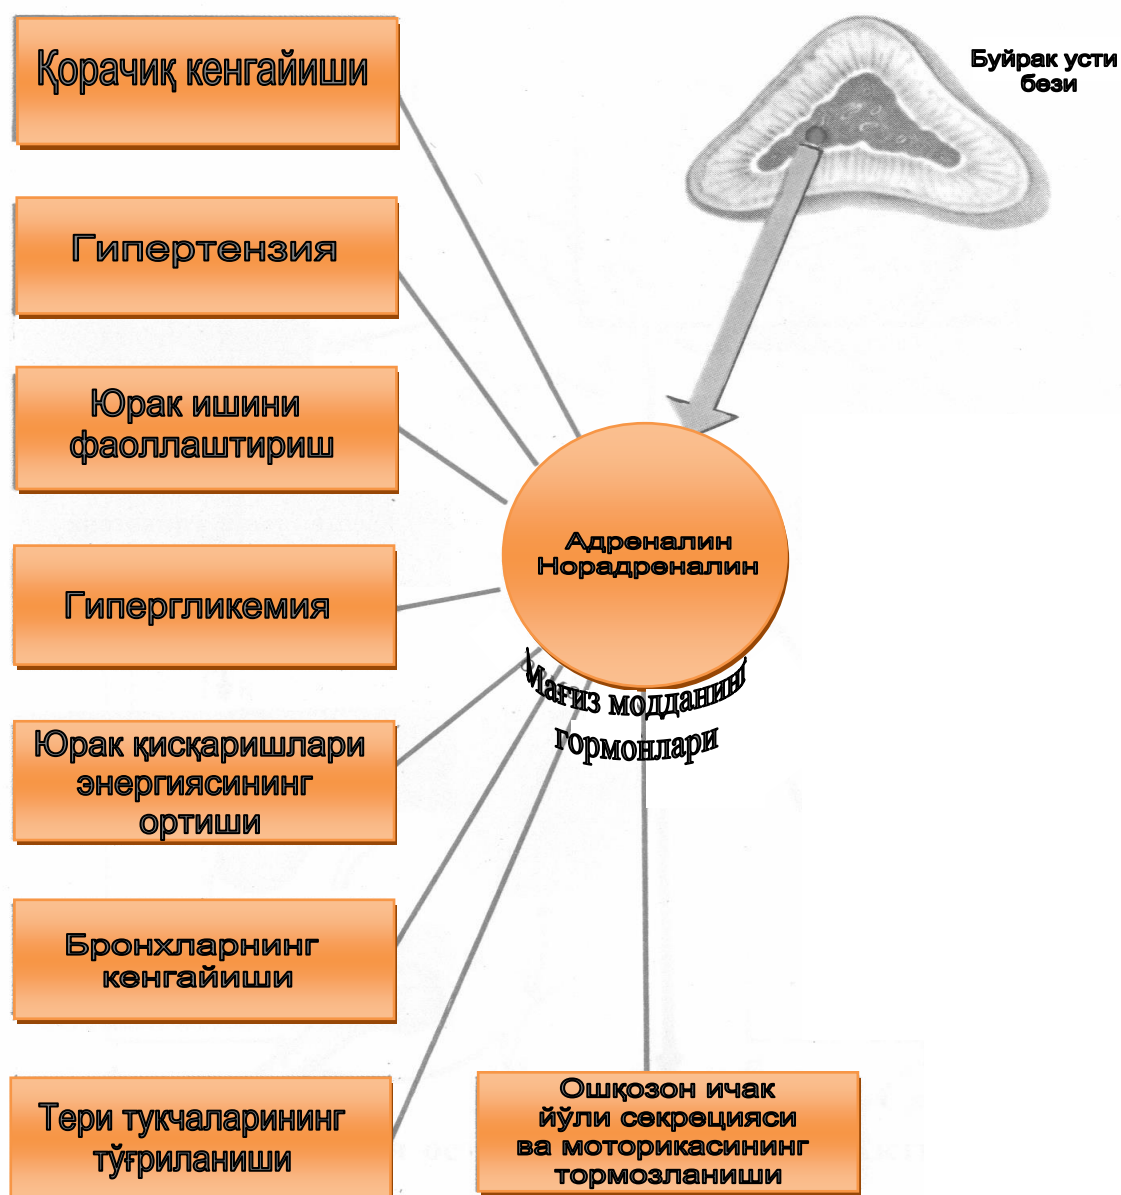 Қорачиқ кенгайиши
Буйрак усти
бези
Гипертензия
Юрак ишини
фаоллаштириш
Адреналин
Норадреналин
Гипергликемия
Мағиз модданинг
гормонлари
Юрак қисқаришлари
энергиясининг
ортиши
Бронхларнинг
кенгайиши
Тери тукчаларининг
тўғриланиши
Ошқозон ичак
йўли секрецияси
ва моторикасининг
тормозланиши